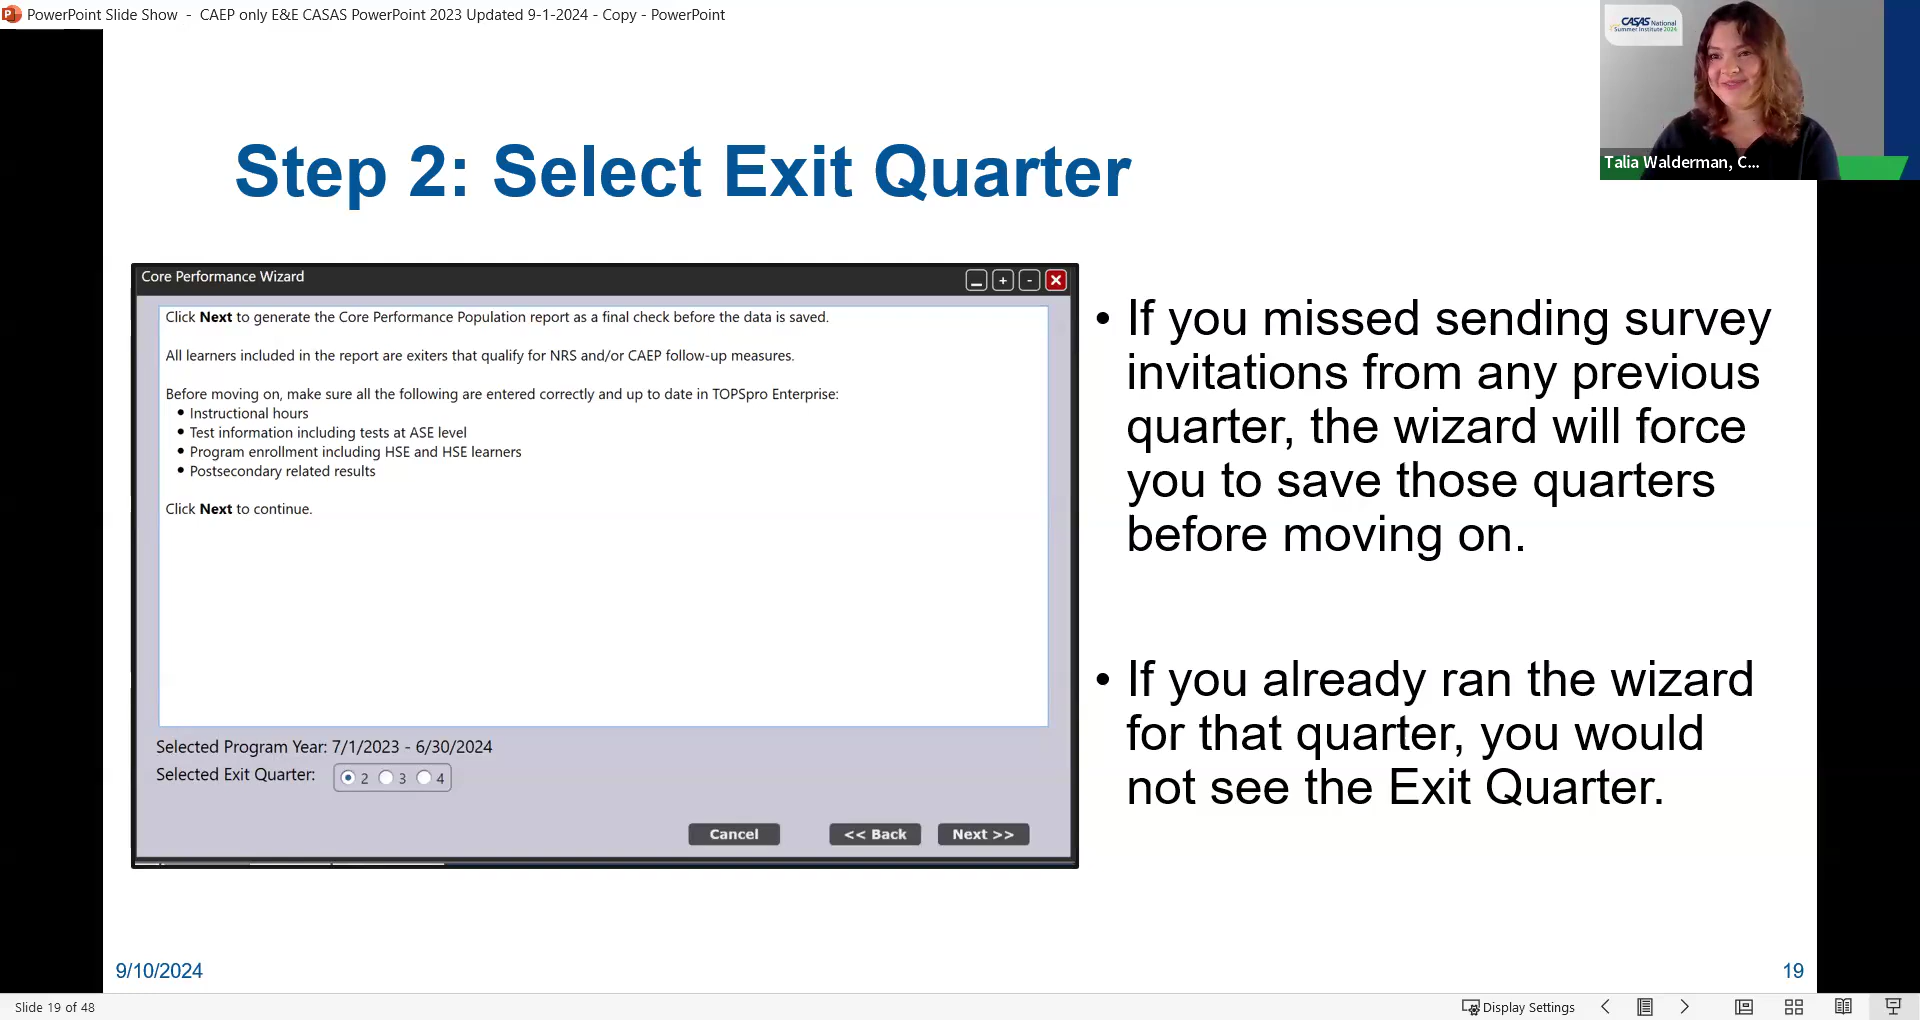 PowerPoint Slide Show - CAEP only E&E CASAS PowerPoint 2023 Updated 9-1-2024 - Copy - PowerPoint
CASAS National
Summer Institute 2024
Talia Walderman, C...
Step 2: Select Exit Quarter
Core Performance Wizard
Click Next to generate the Core Performance Population report as a final check before the data is saved.
All learners included in the report are exiters that qualify for NRS and/or CAEP follow-up measures.
Before moving on, make sure all the following are entered correctly and up to date in TOPSpro Enterprise:
• Instructional hours
• Test information including tests at ASE level
• Program enrollment including HSE and HSE learners
• Postsecondary related results
Click Next to continue.
Selected Program Year: 7/1/2023 - 6/30/2024
Selected Exit Quarter: 2 3 4
Cancel << Back Next >>
• If you missed sending survey
invitations from any previous
quarter, the wizard will force
you to save those quarters
before moving on.
• If you already ran the wizard
for that quarter, you would
not see the Exit Quarter.
9/10/2024
19
Slide 19 of 48
Display Settings